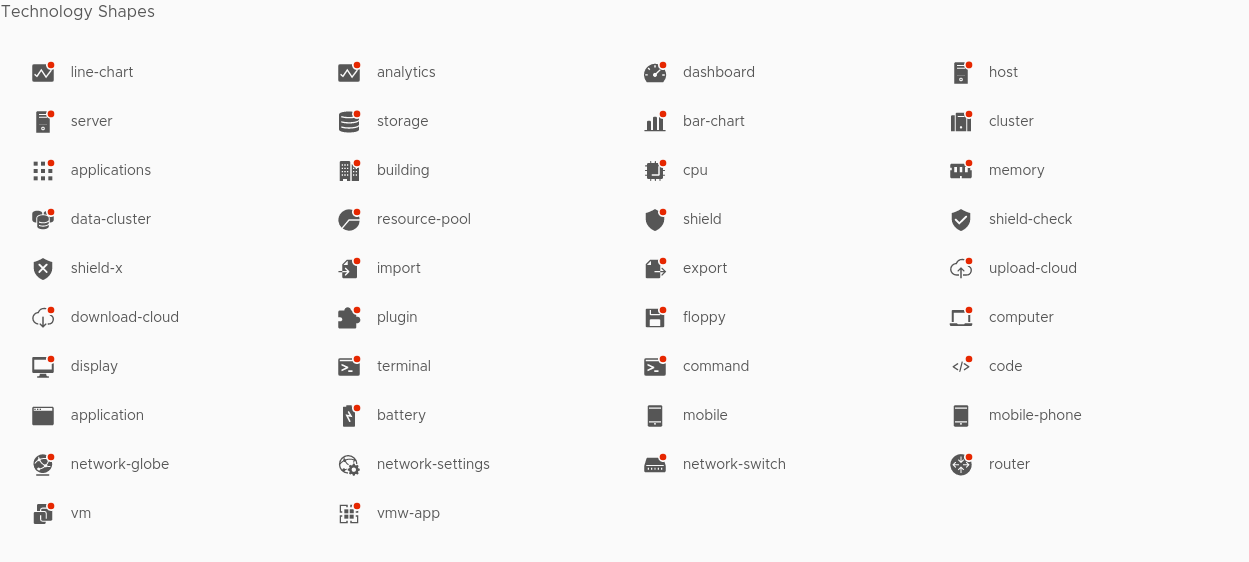 Technology Shapes
line-chart analytics dashboard host
server storage bar-chart cluster
applications building cpu memory
data-cluster resource-pool shield shield-check
shield-x import export upload-cloud
download-cloud plugin floppy computer
display terminal command code
application battery mobile mobile-phone
network-globe network-settings network-switch router
vm vmw-app